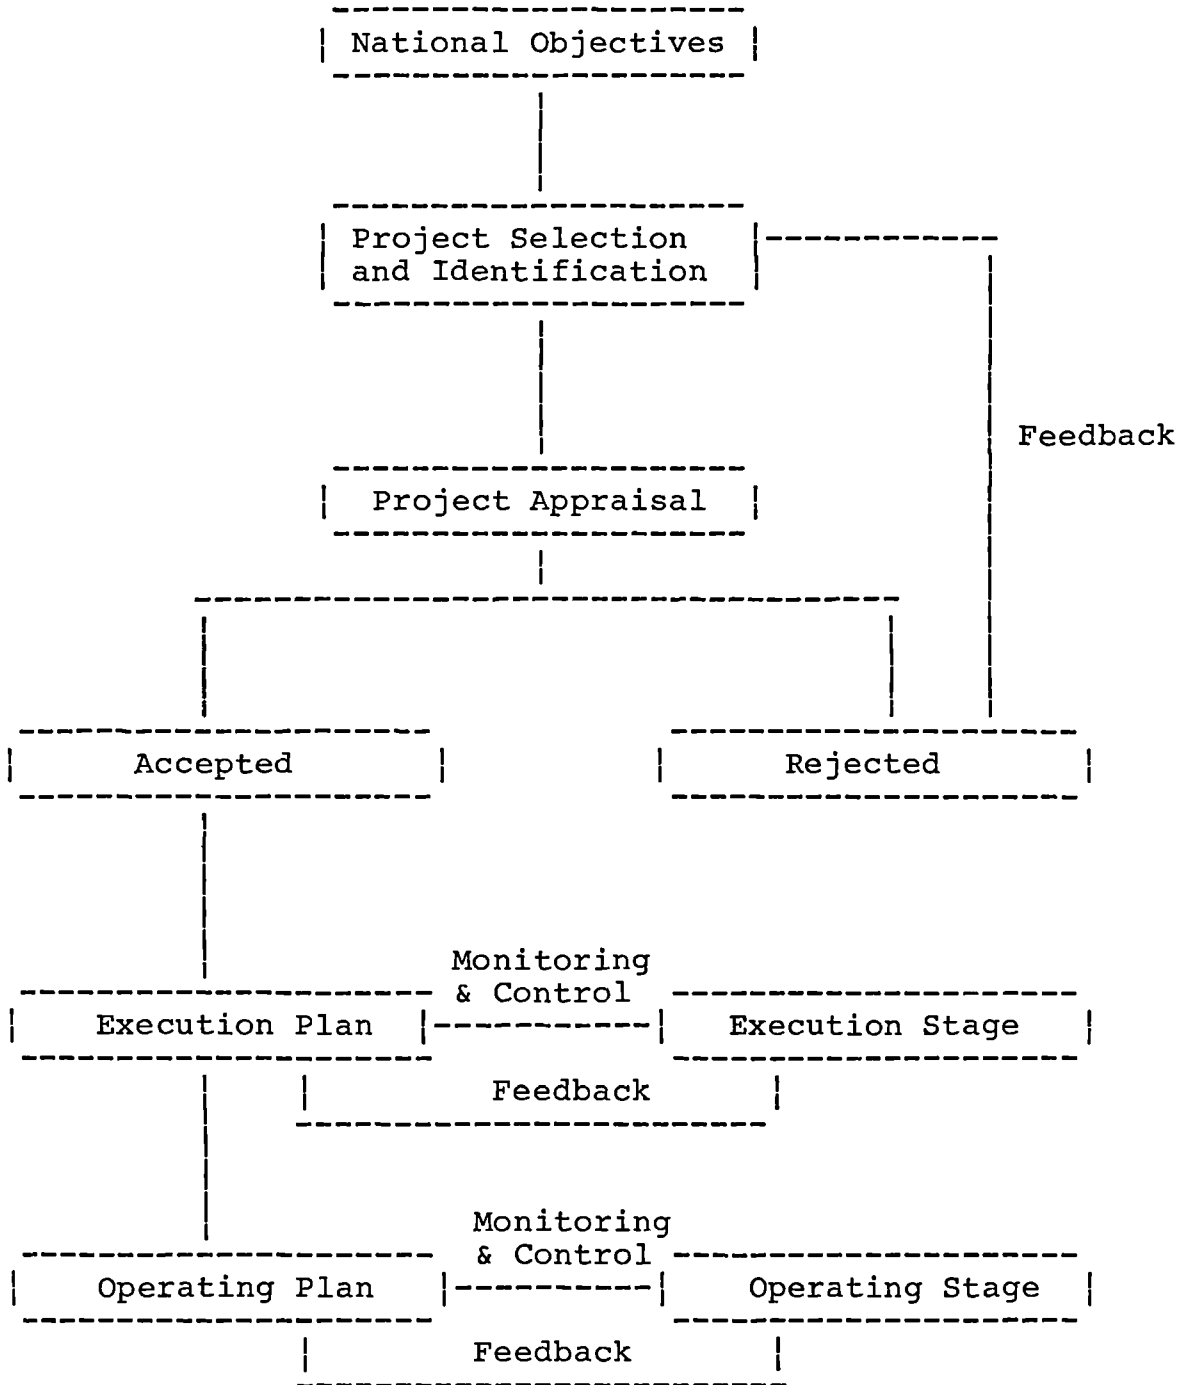 National Objectives
Project Selection
and Identification
Feedback
Project Appraisal
Accepted
Rejected
Monitoring
& Control
Execution Plan
Execution Stage
Feedback
Monitoring
& Control
Operating Plan
Operating Stage
Feedback